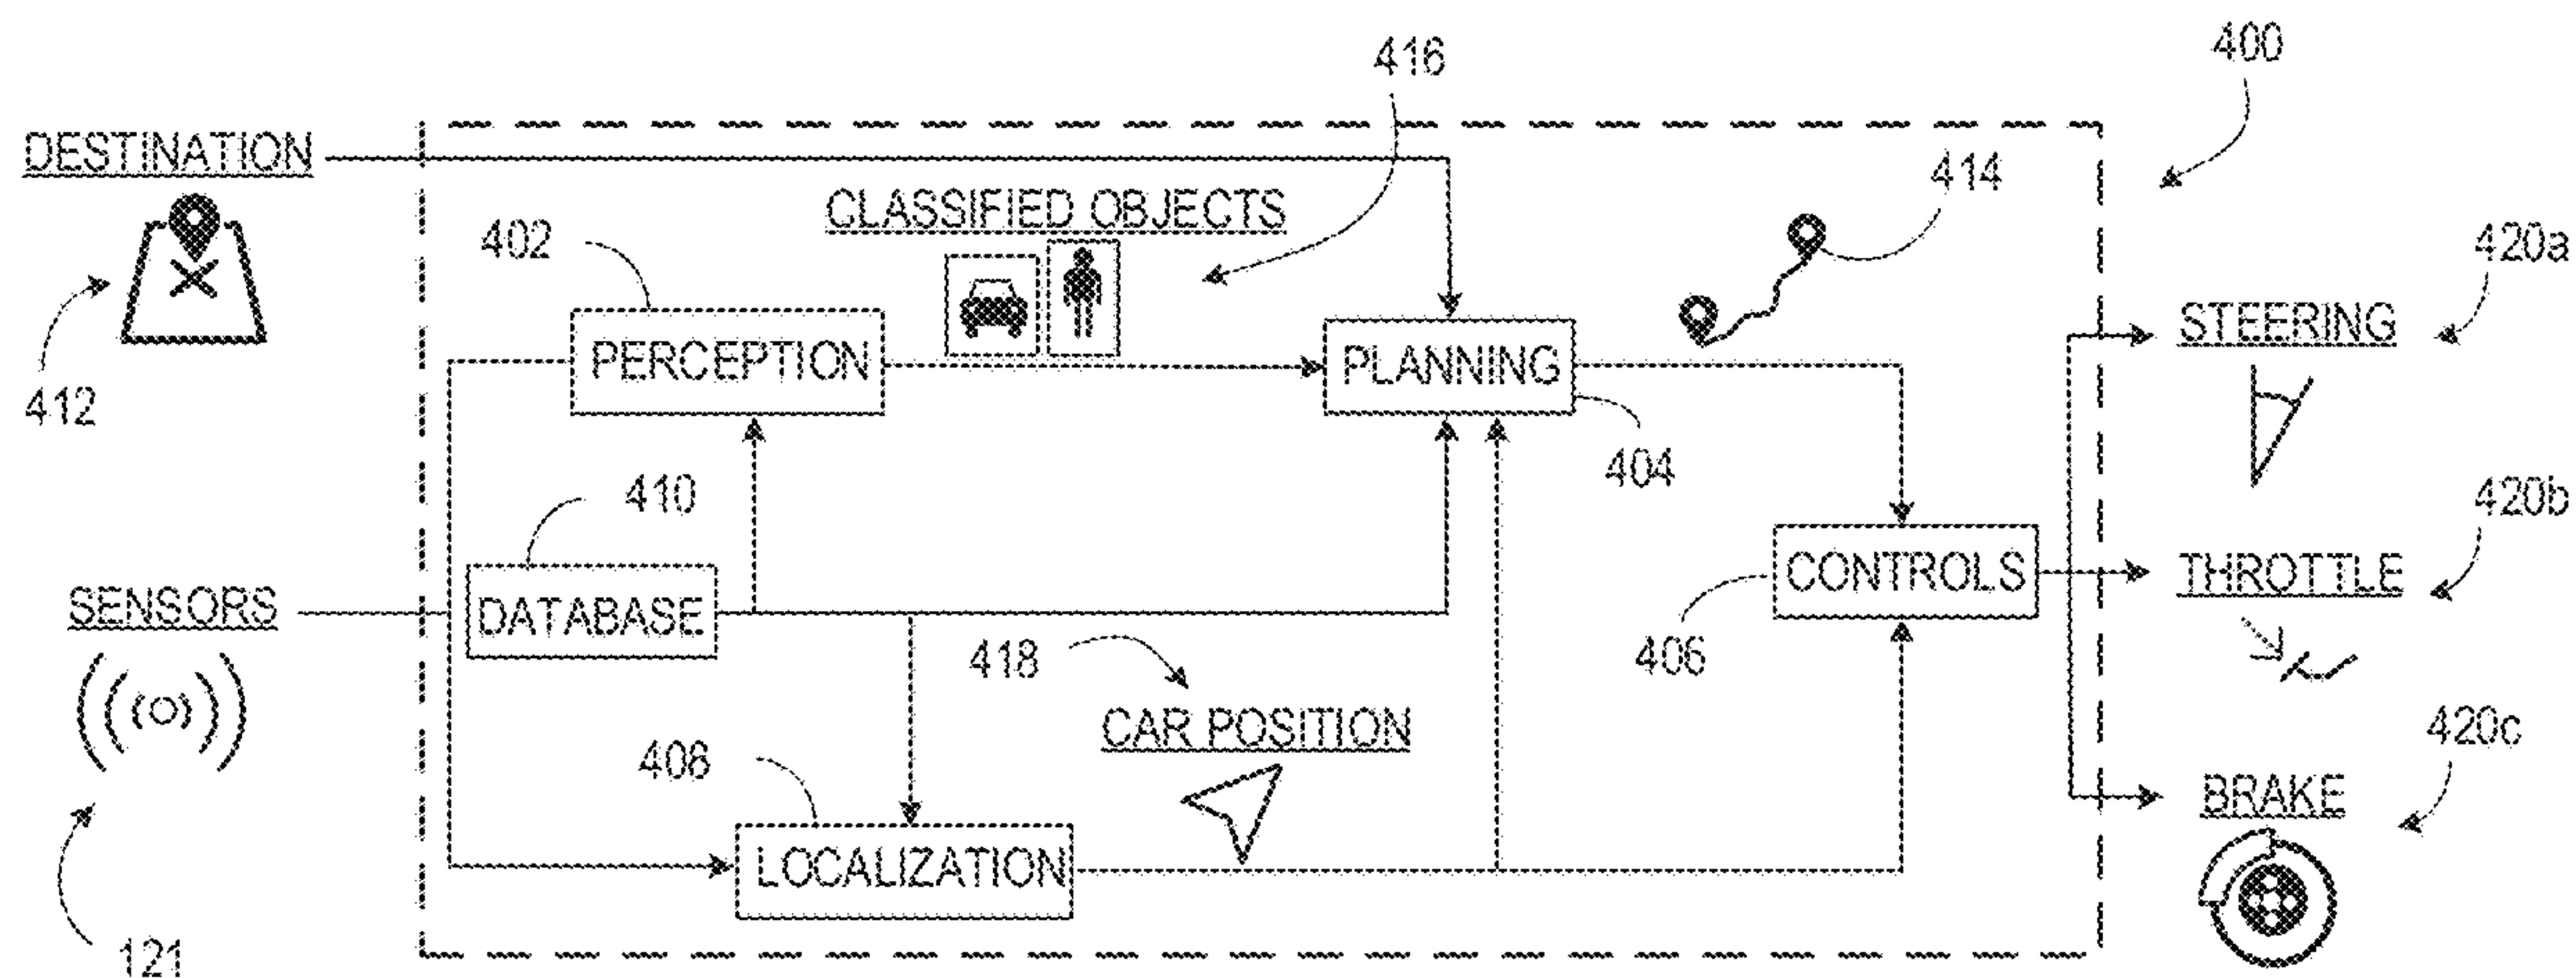 416
400
DESTINATION
414
CLASSIFIED OBJECTS
402
420a
STEERING
PERCEPTION
PLANNING
412
404
410
420b
CONTROLS
THROTTLE
SENSORS
DATABASE
418
406
CAR POSITION
420c
408
BRAKE
LOCALIZATION
121